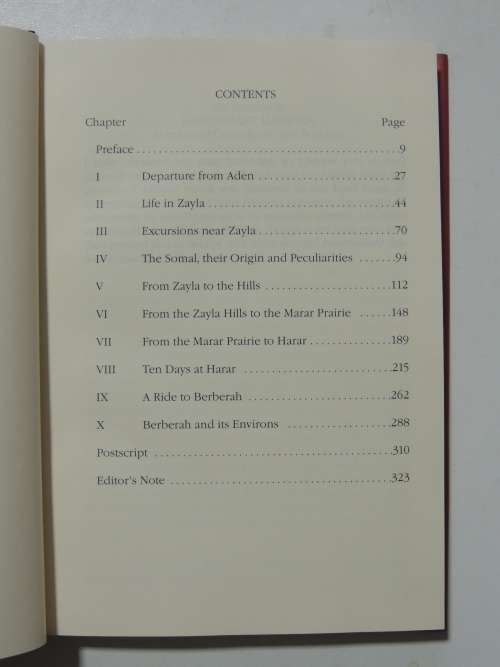 CONTENTS
Chapter Page
Preface . . . . . . . . . . . . . . . . . . . . . . . . . . . . . . . . . . . . . . . . . . . . . . . .9
I Departure from Aden . . . . . . . . . . . . . . . . . . . . . . . . .27
II Life in Zayla . . . . . . . . . . . . . . . . . . . . . . . . . . . . . . . . . .44
III Excursions near Zayla . . . . . . . . . . . . . . . . . . . . . . . . .70
IV The Somal, their Origin and Peculiarities . . . . . . .94
V From Zayla to the Hills . . . . . . . . . . . . . . . . . . . . . . .112
VI From the Zayla Hills to the Marar Prairie . . . . . .148
VII From the Marar Prairie to Harar . . . . . . . . . . . . . . .189
VIII Ten Days at Harar . . . . . . . . . . . . . . . . . . . . . . . . . . .215
IX A Ride to Berberah . . . . . . . . . . . . . . . . . . . . . . . . . .262
X Berberah and its Environs . . . . . . . . . . . . . . . . . . .288
Postscript . . . . . . . . . . . . . . . . . . . . . . . . . . . . . . . . . . . . . . . . . . .310
Editor's Note . . . . . . . . . . . . . . . . . . . . . . . . . . . . . . . . . . . . . . . .323